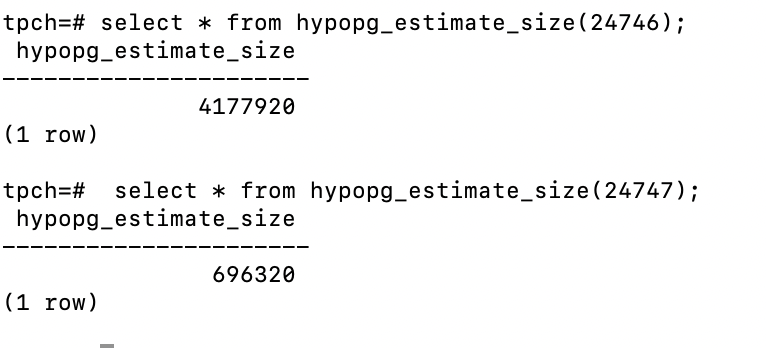 tpch=# select * from hypopg_estimate_size(24746);
 hypopg_estimate_size
----------------------
              4177920
(1 row)

tpch=#  select * from hypopg_estimate_size(24747);
 hypopg_estimate_size
----------------------
               696320
(1 row)